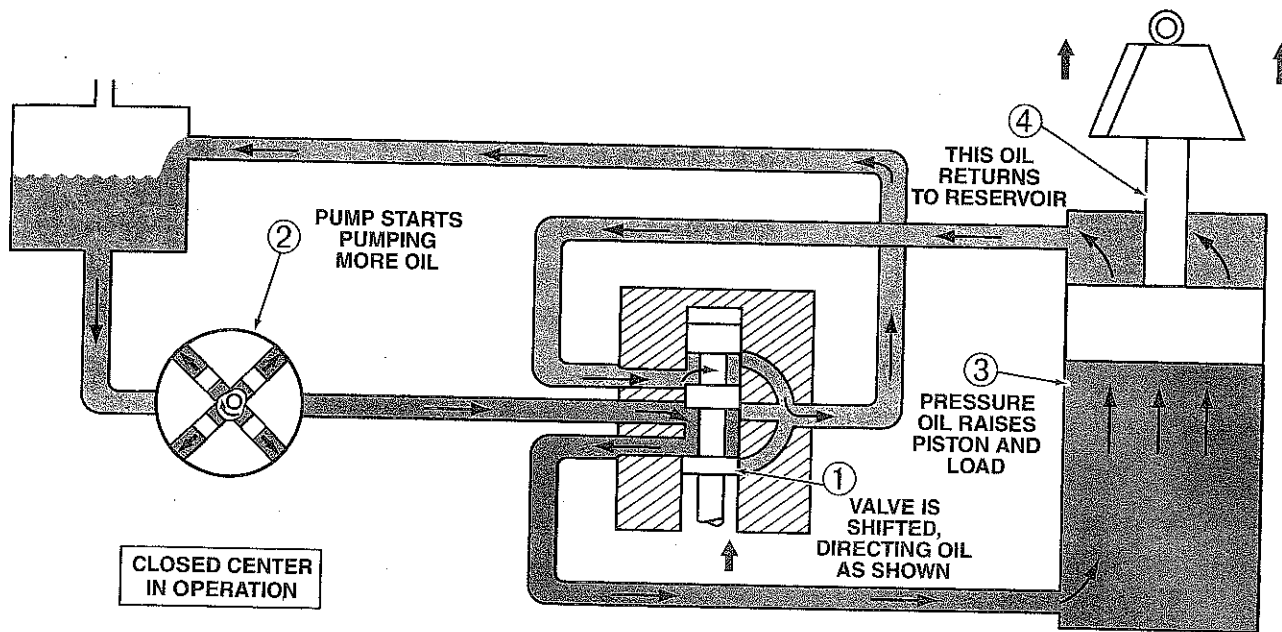 ④
THIS OIL
RETURNS
TO RESERVOIR
②
PUMP STARTS
PUMPING
MORE OIL
③
PRESSURE
OIL RAISES
PISTON AND
LOAD
①
VALVE IS
SHIFTED,
DIRECTING OIL
AS SHOWN
CLOSED CENTER
IN OPERATION